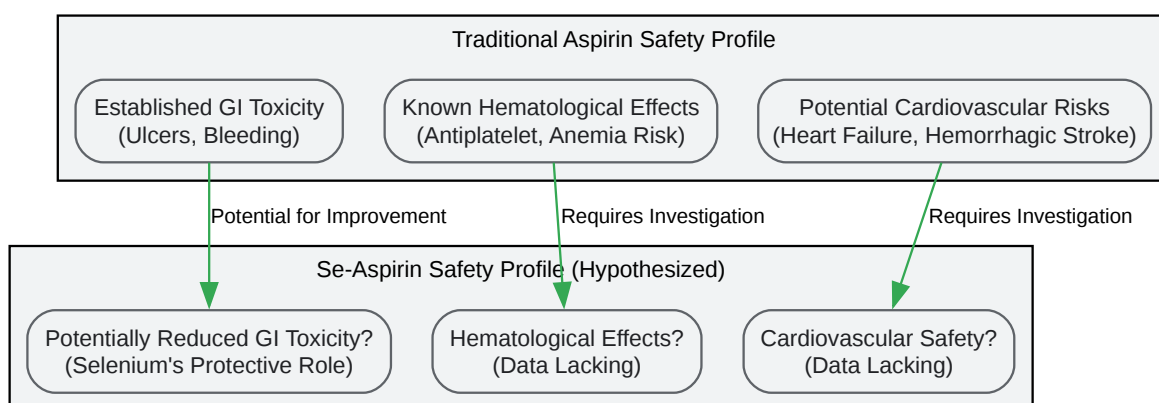 Traditional Aspirin Safety Profile
Established GI Toxicity
(Ulcers, Bleeding)
Known Hematological Effects
(Antiplatelet, Anemia Risk)
Potential Cardiovascular Risks
(Heart Failure, Hemorrhagic Stroke)
Potential for Improvement
Requires Investigation
Requires Investigation
Se-Aspirin Safety Profile (Hypothesized)
Potentially Reduced GI Toxicity?
(Selenium's Protective Role)
Hematological Effects?
(Data Lacking)
Cardiovascular Safety?
(Data Lacking)